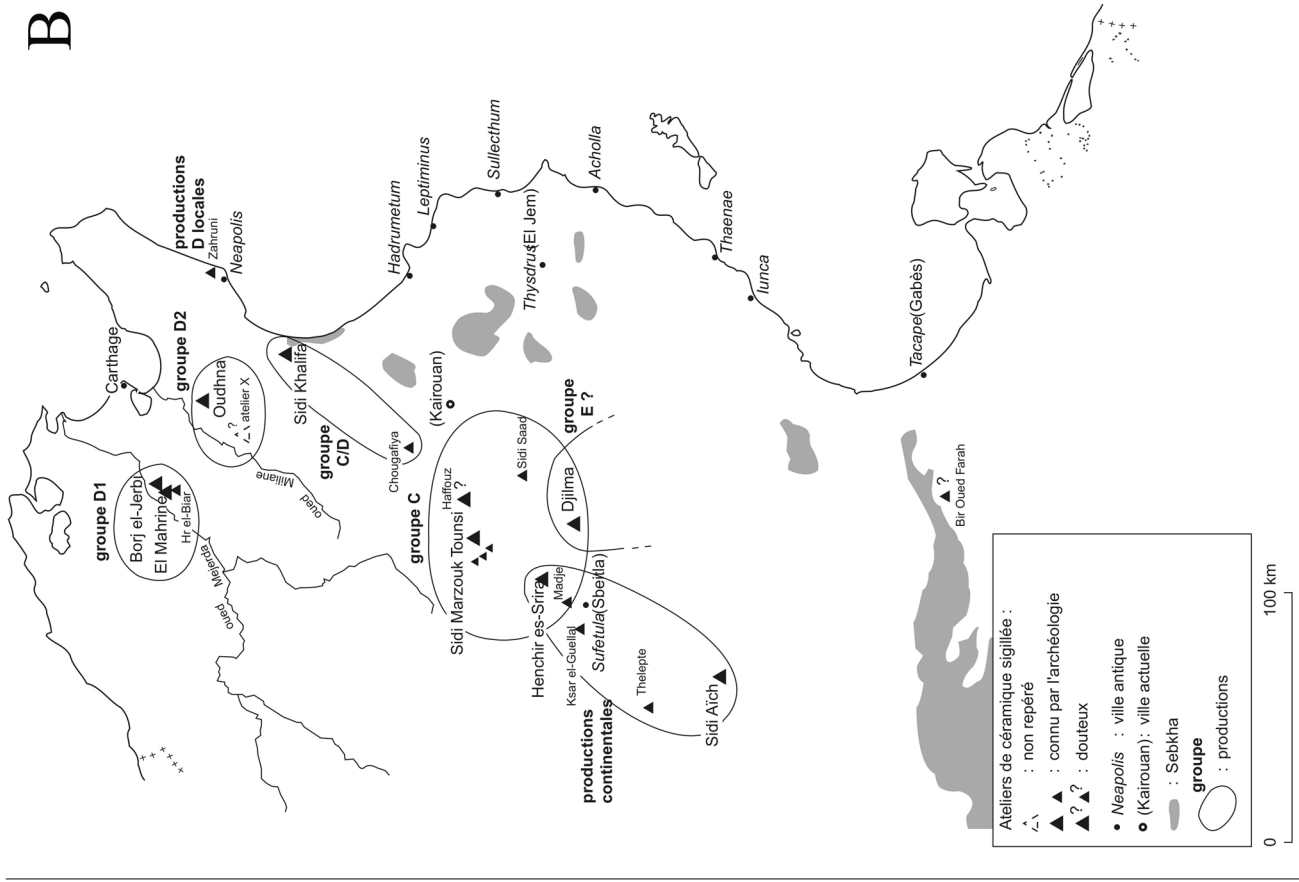 B
Carthage
groupe D1
Borj el-Jerbi
El Mahrine
Hr el-Biar
oued Mejerda
groupe D2
Oudhna
?
atelier X
oued Miliane
productions
D locales
Zahruni
Neapolis
groupe
C/D
Sidi Khalifa
Chougafiya
Hadrumetum
Leptiminus
Sullecthum
Thysdrus(El Jem)
Acholla
Thaenae
Iunca
Tacape(Gabès)
(Kairouan)
groupe C
Haffouz
?
Sidi Marzouk Tounsi
Sidi Saad
groupe
E ?
Djilma
Henchir es-Srira
Madjer
Ksar el-Guellal
Sufetula(Sbeitla)
productions
continentales
Thelepte
Sidi Aïch
?
Bir Oued Farah
Ateliers de céramique sigillée :
: non repéré
: connu par l'archéologie
? ? : douteux
Neapolis : ville antique
(Kairouan) : ville actuelle
: Sebkha
groupe
: productions
0 100 km